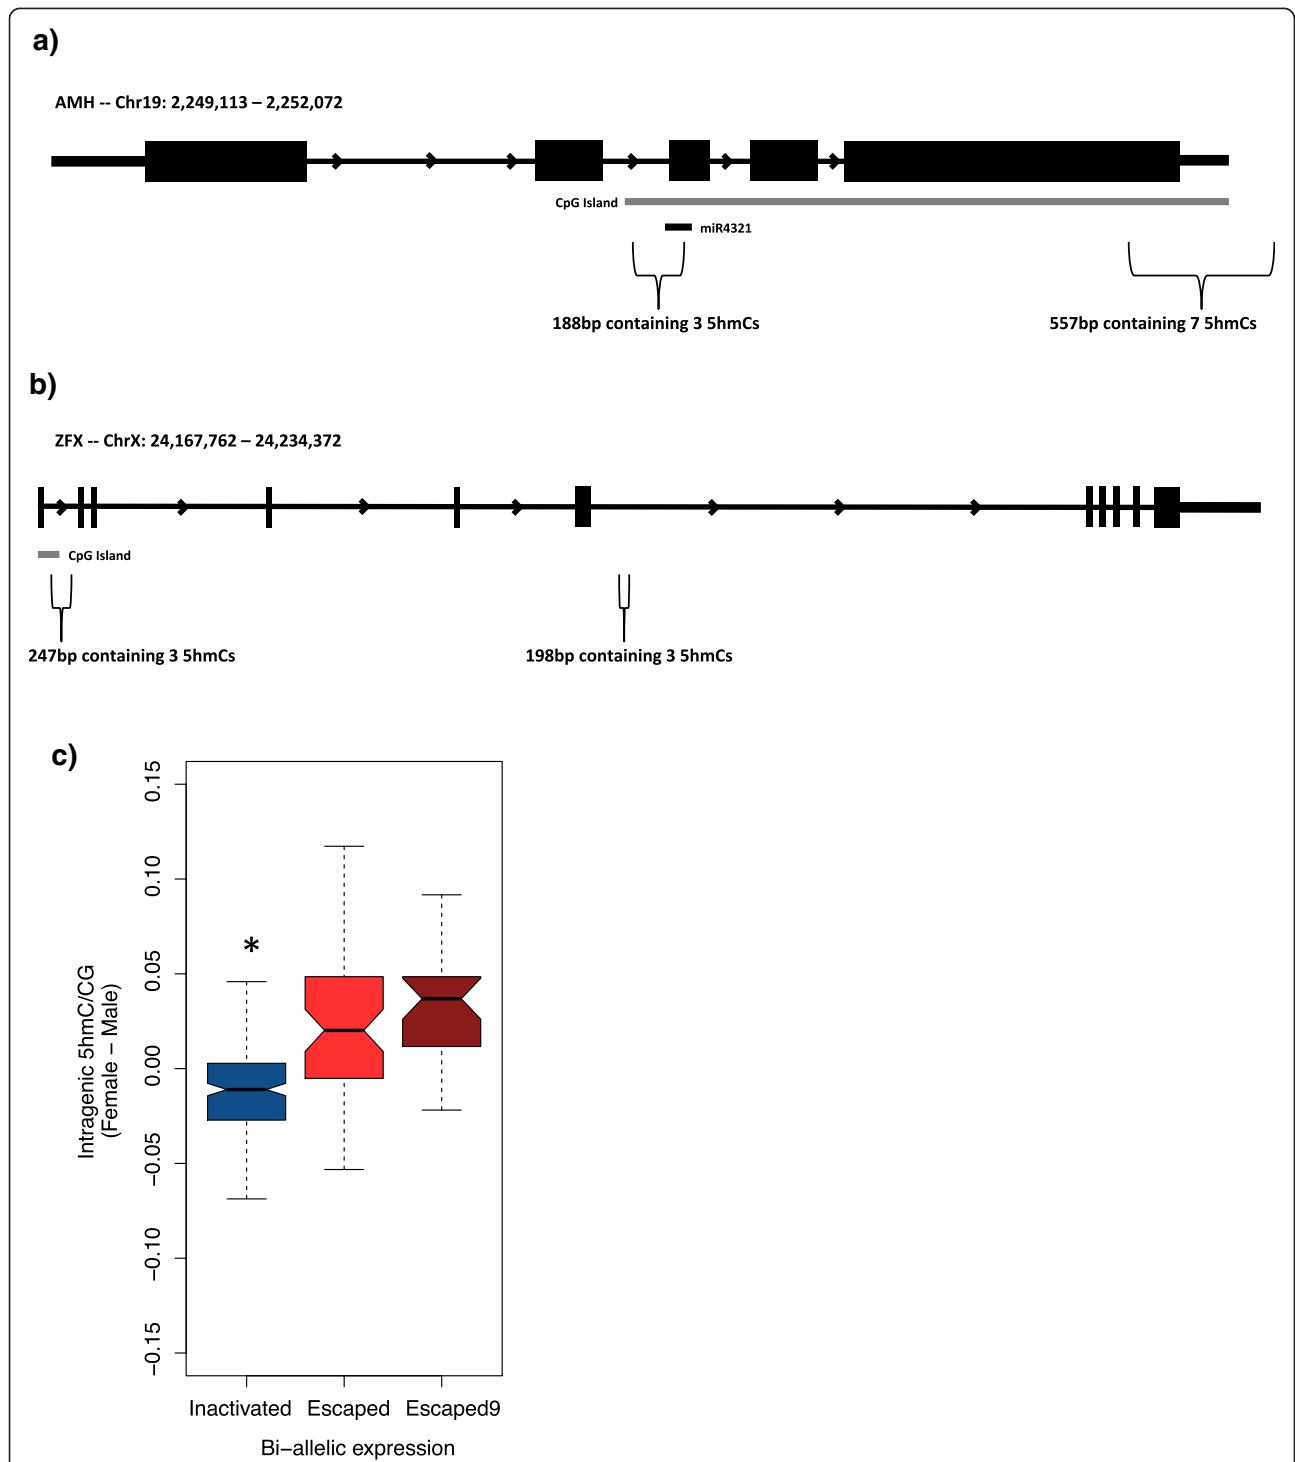 a)
AMH -- Chr19: 2,249,113 – 2,252,072
CpG Island
miR4321
188bp containing 3 5hmCs
557bp containing 7 5hmCs
b)
ZFX -- ChrX: 24,167,762 – 24,234,372
CpG Island
247bp containing 3 5hmCs
198bp containing 3 5hmCs
c)
Intragenic 5hmC/CG
(Female − Male)
0.15
0.10
0.05
0.00
−0.05
−0.10
−0.15
*
Inactivated
Escaped
Escaped9
Bi−allelic expression